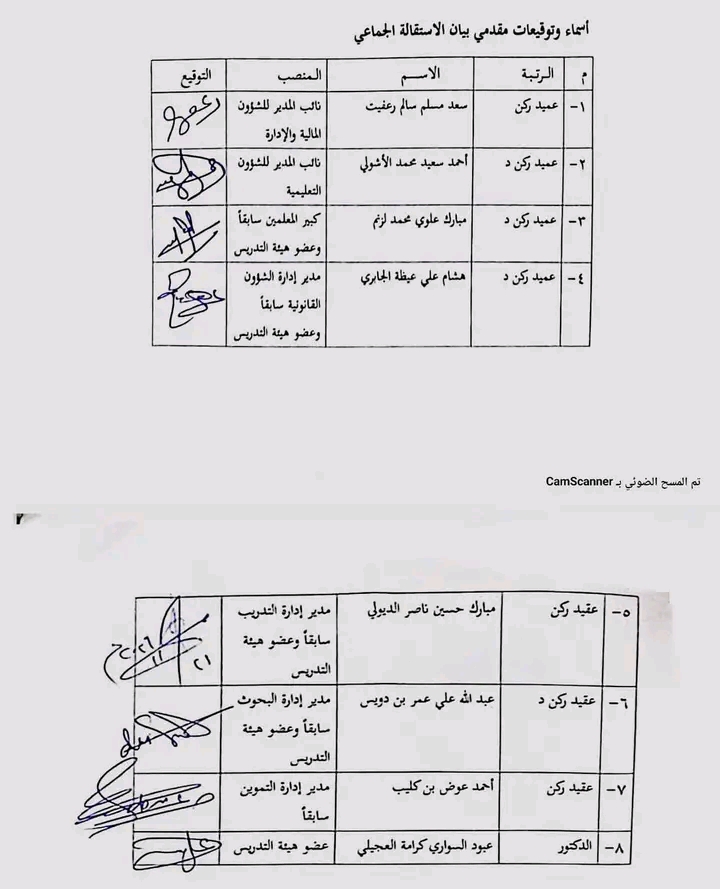 أسماء وتوقيعات مقدمي بيان الاستقالة الجماعي
م الرتبة الاســم المنصب التوقيع
١- عميد ركن سعد مسلم سالم رعفيت نائب المدير للشؤون
المالية والإدارة
٢- عميد ركن د أحمد سعيد محمد الأشولي نائب المدير للشؤون
التعليمية
٣- عميد ركن د مبارك علوي محمد لزنم كبير المعلمين سابقاً
وعضو هيئة التدريس
٤- عميد ركن د هشام علي عيظة الجابري مدير إدارة الشؤون
القانونية سابقاً
وعضو هيئة التدريس
تم المسح الضوئي بـ CamScanner
٥- عقيد ركن مبارك حسين ناصر الديولي مدير إدارة التدريب
سابقاً وعضو هيئة
التدريس
٦- عقيد ركن د عبد الله علي عمر بن دويس مدير إدارة البحوث
سابقاً وعضو هيئة
التدريس
٧- عقيد ركن أحمد عوض بن كليب مدير إدارة التموين
سابقاً
٨- الدكتور عبود السواري كرامة العجيلي عضو هيئة التدريس